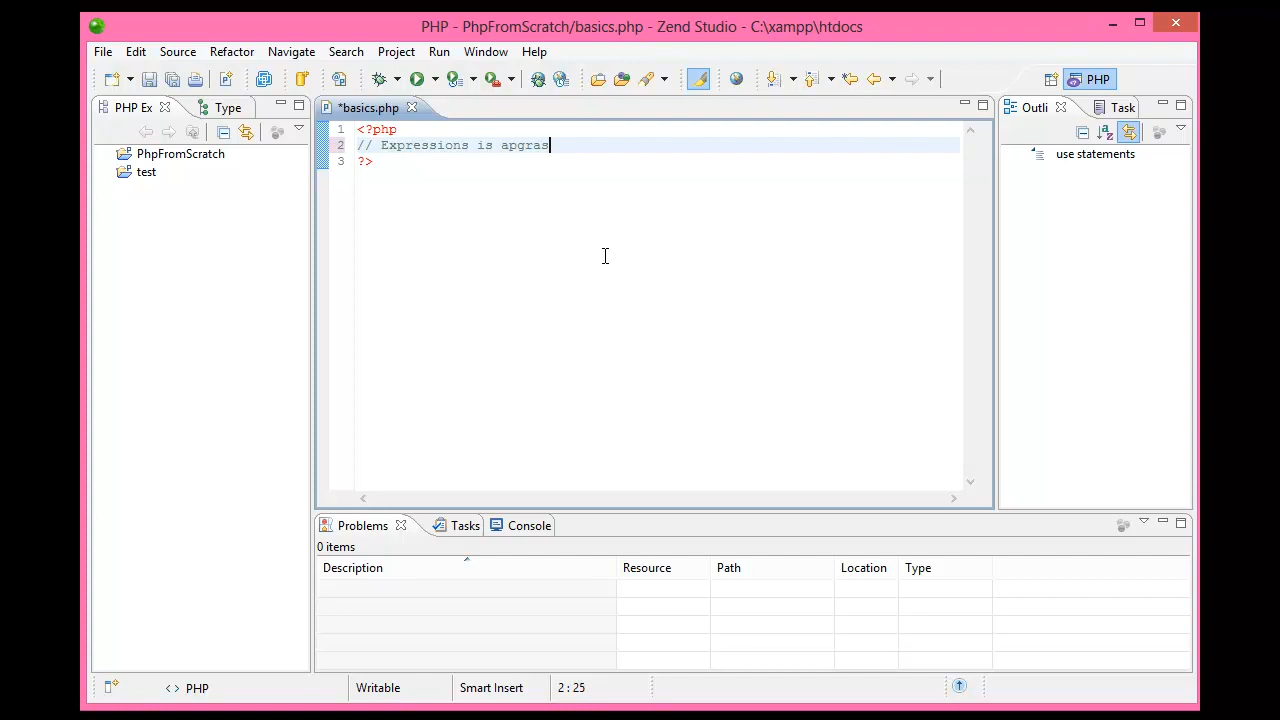 PHP - PhpFromScratch/basics.php - Zend Studio - C:\xampp\htdocs
File Edit Source Refactor Navigate Search Project Run Window Help
PHP
PHP Ex Type
*basics.php
Outli Task
1 <?php
2 // Expressions is apgras
3 ?>
PhpFromScratch
test
use statements
Problems Tasks Console
0 items
Description Resource Path Location Type
<> PHP Writable Smart Insert 2 : 25